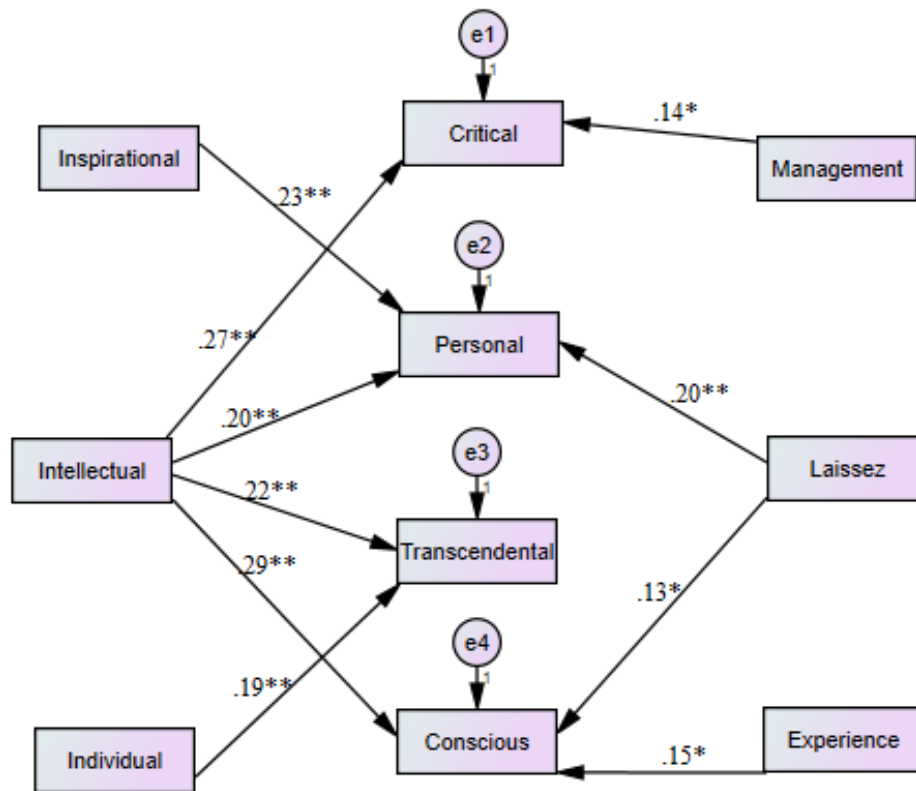 e1
1
Critical
.14*
Inspirational
Management
.23**
e2
1
.27**
Personal
.20**
.20**
Intellectual
e3
Laissez
1
.22**
Transcendental
.29**
.13*
e4
1
.19**
Individual
Conscious
Experience
.15*